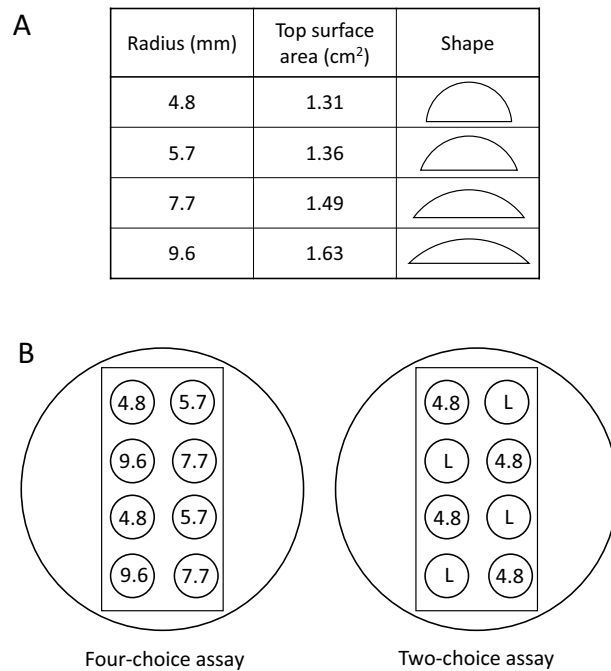 A
Radius (mm) Top surface area (cm²) Shape
4.8 1.31
5.7 1.36
7.7 1.49
9.6 1.63
B
4.8 5.7 4.8 L
9.6 7.7 L 4.8
4.8 5.7 4.8 L
9.6 7.7 L 4.8
Four-choice assay Two-choice assay